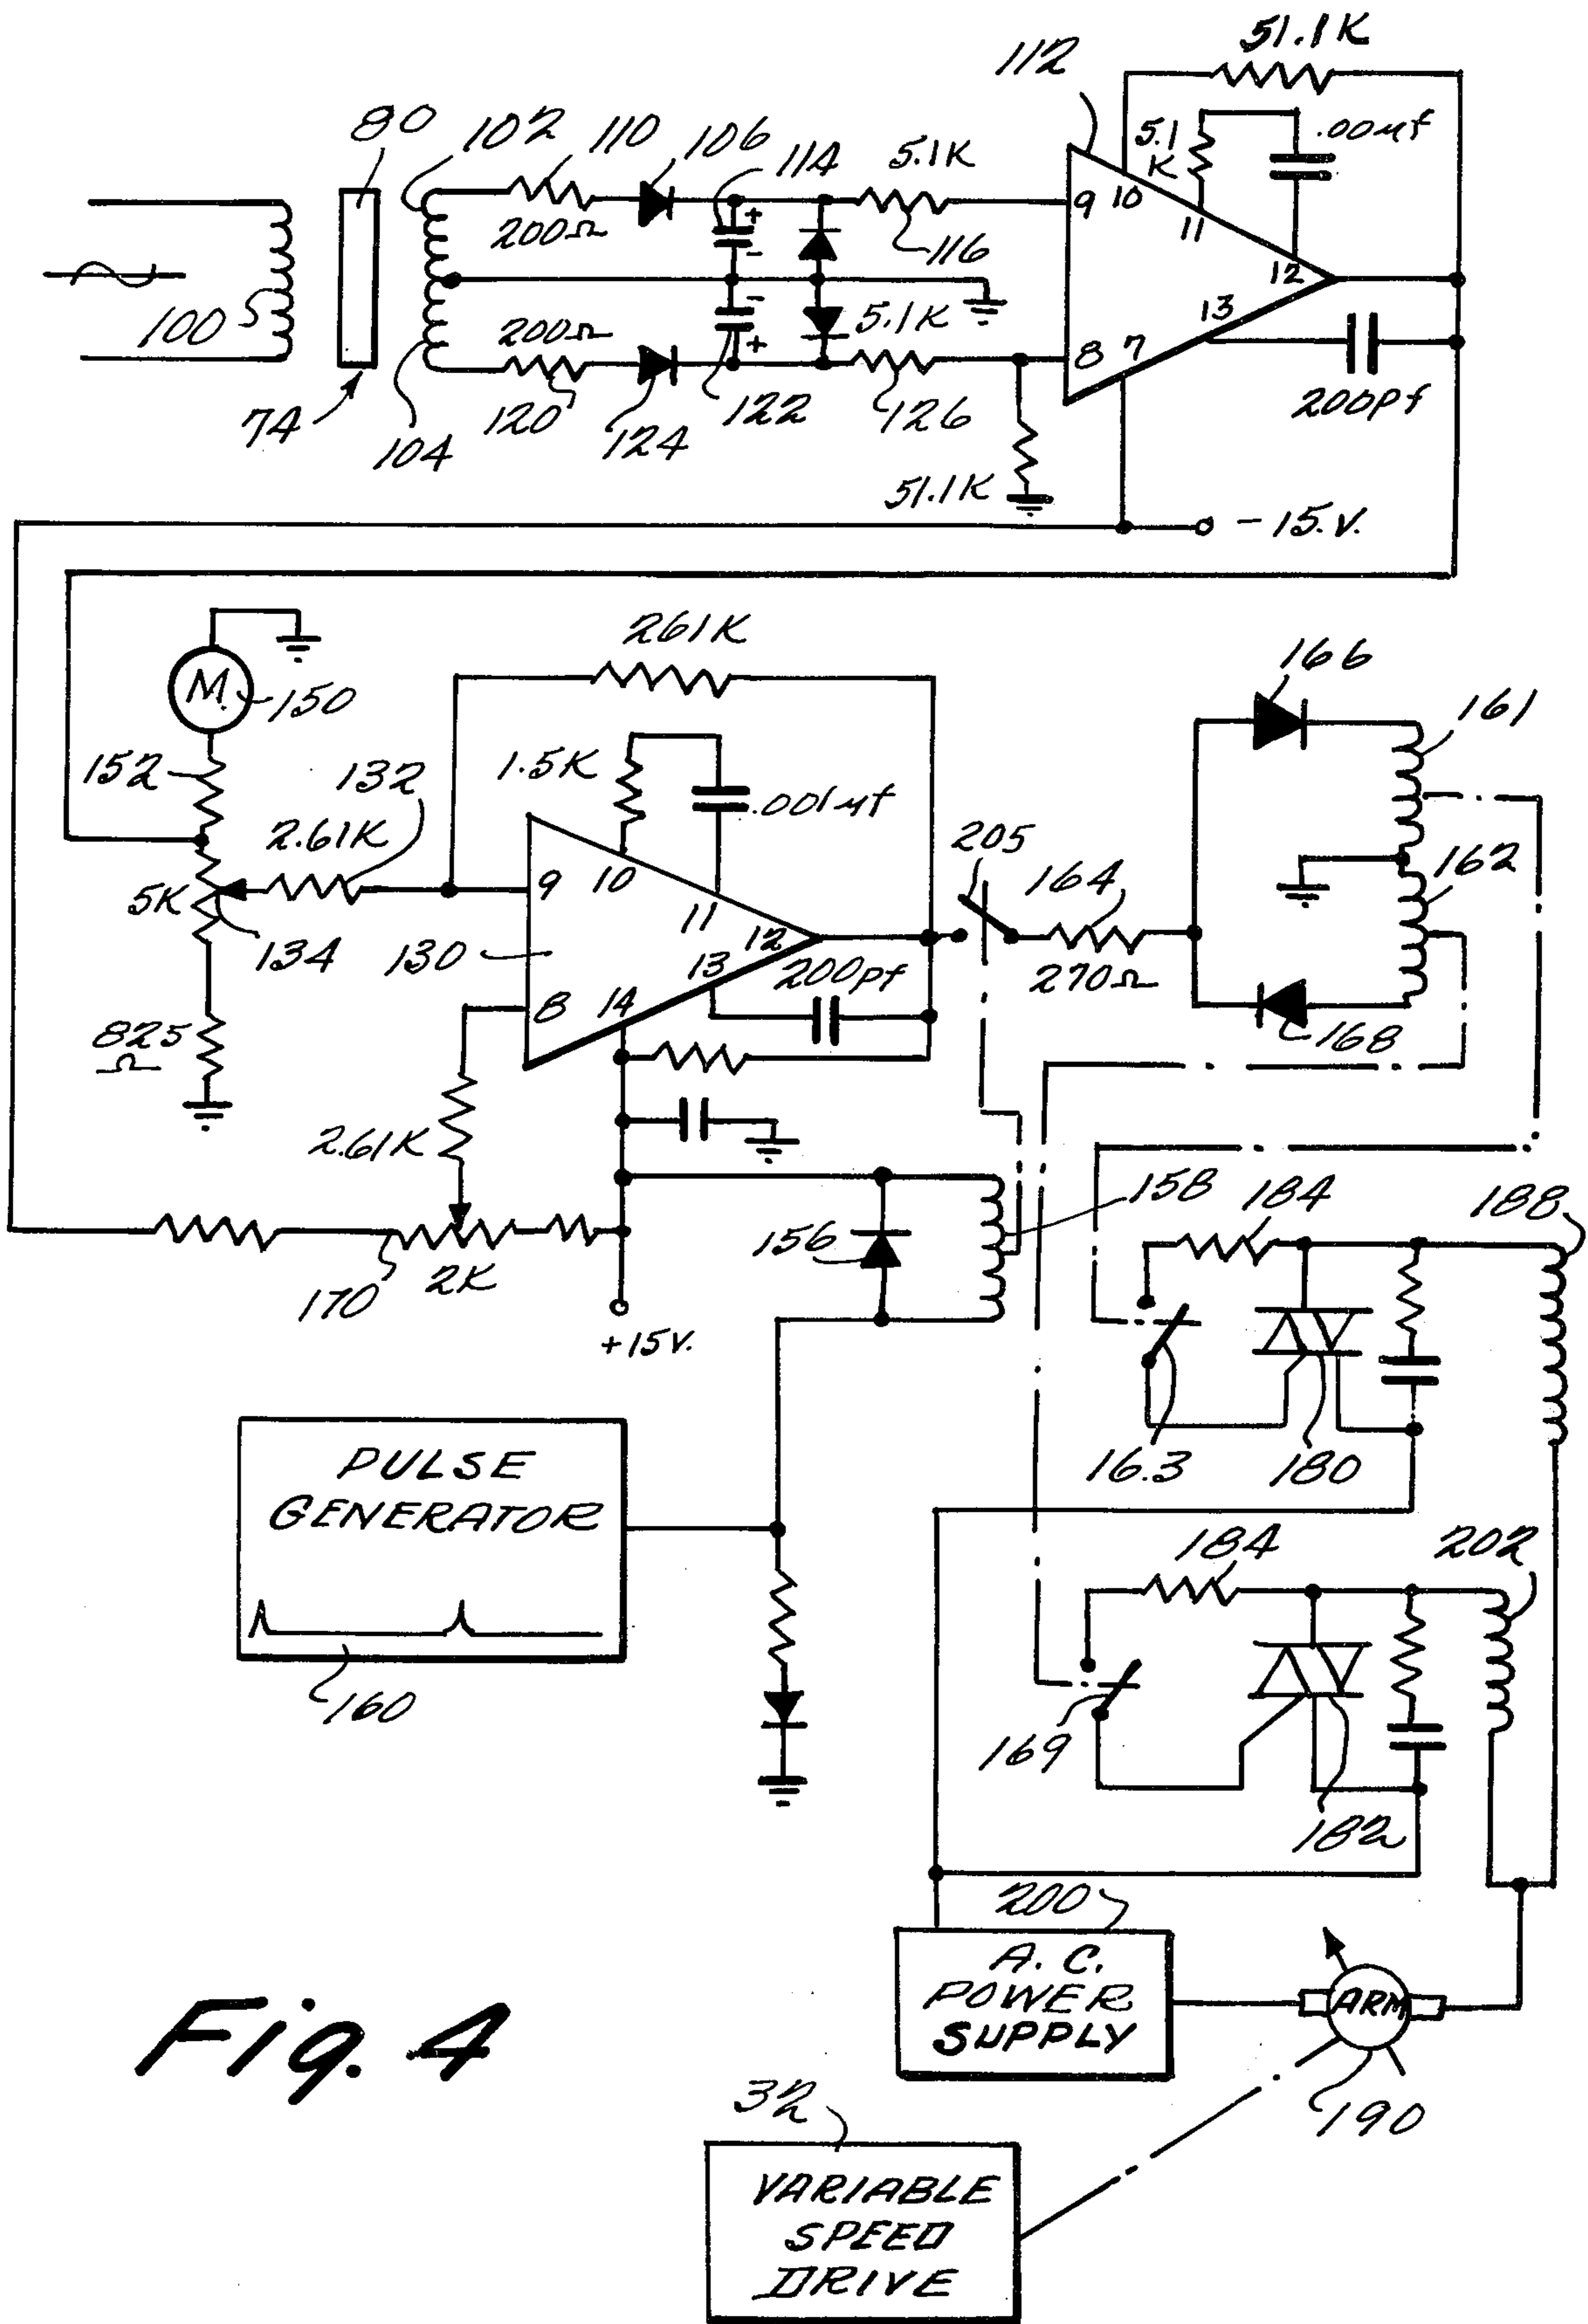 51.1K
112
80
102
110
106
114
5.1K
5.1
K
.00µf
9
10
11
12
13
7
8
200Ω
116
100
200Ω
5.1K
74
104
120
124
122
126
200pf
51.1K
-15.V.
261K
M.
150
152
132
1.5K
.001µf
166
161
2.61K
205
164
162
5K
9
10
11
12
13
14
8
134
130
200pf
270Ω
168
825
Ω
2.61K
158
184
188
156
170
2K
+15V.
16.3
180
PULSE
GENERATOR
160
184
202
169
182
200
A. C.
POWER
SUPPLY
ARM
190
Fig. 4
32
VARIABLE
SPEED
DRIVE